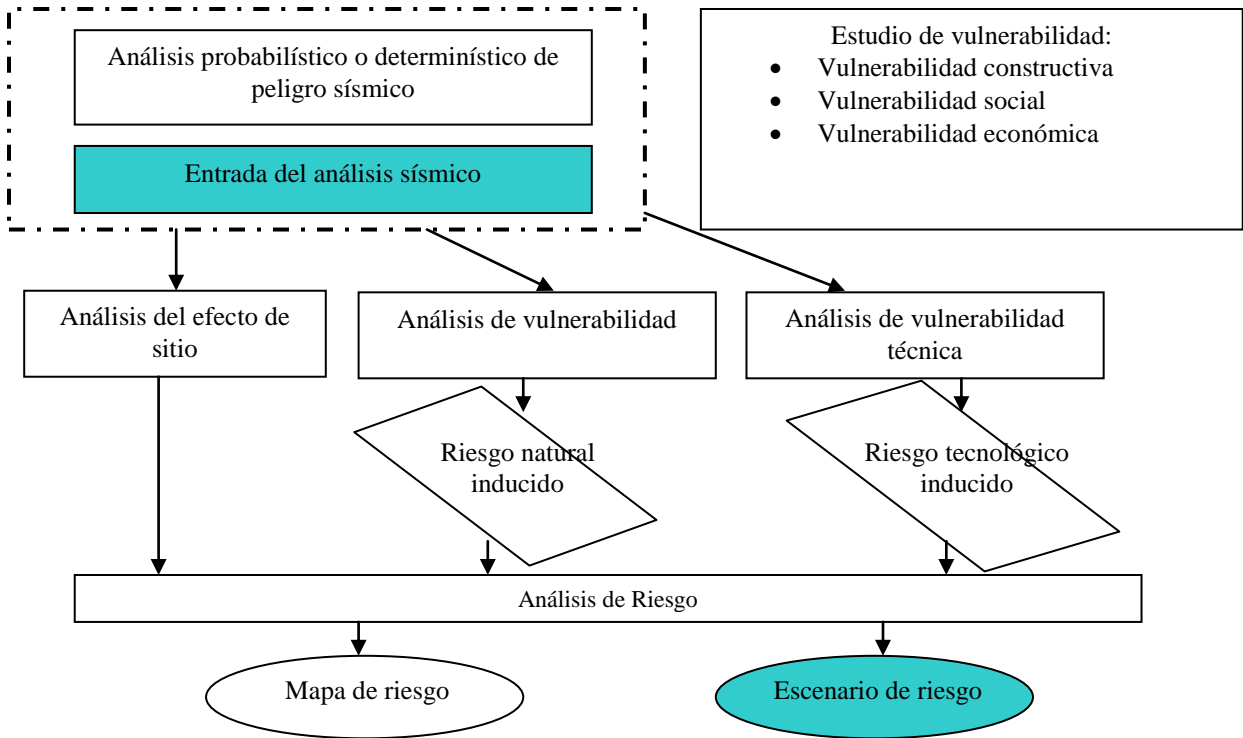 Análisis probabilístico o determinístico de
peligro sísmico
Entrada del análisis sísmico
Estudio de vulnerabilidad:
• Vulnerabilidad constructiva
• Vulnerabilidad social
• Vulnerabilidad económica
Análisis del efecto de
sitio
Análisis de vulnerabilidad
Análisis de vulnerabilidad
técnica
Riesgo natural
inducido
Riesgo tecnológico
inducido
Análisis de Riesgo
Mapa de riesgo
Escenario de riesgo